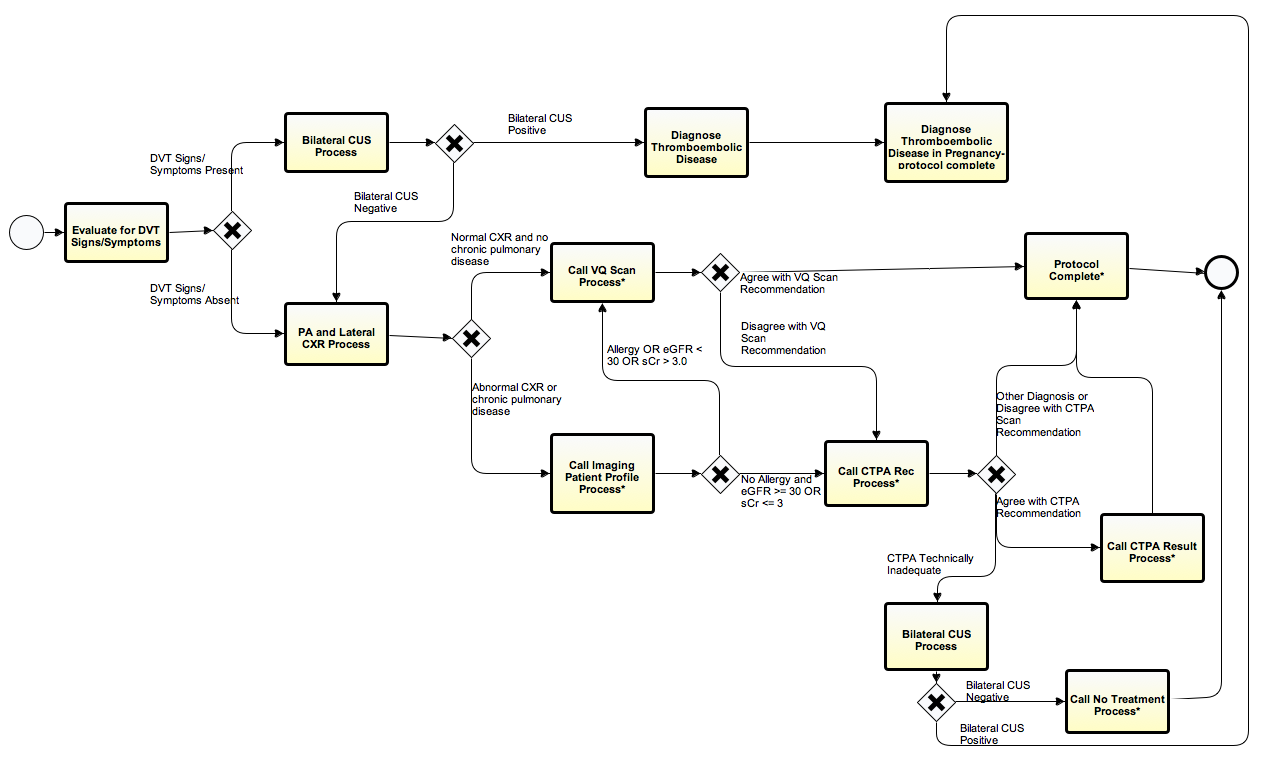 Bilateral CUS
Positive
Bilateral CUS
Process
Diagnose
Thromboembolic
Disease
Diagnose
Thromboembolic
Disease in Pregnancy-
protocol complete
DVT Signs/
Symptoms Present
Bilateral CUS
Negative
Evaluate for DVT
Signs/Symptoms
Normal CXR and no
chronic pulmonary
disease
Call VQ Scan
Process*
Agree with VQ Scan
Recommendation
Protocol
Complete*
DVT Signs/
Symptoms Absent
PA and Lateral
CXR Process
Disagree with VQ
Scan
Recommendation
Allergy OR eGFR <
30 OR sCr > 3.0
Abnormal CXR or
chronic pulmonary
disease
Other Diagnosis or
Disagree with CTPA
Scan
Recommendation
Call Imaging
Patient Profile
Process*
No Allergy and
eGFR >= 30 OR
sCr <= 3
Call CTPA Rec
Process*
Agree with CTPA
Recommendation
Call CTPA Result
Process*
CTPA Technically
Inadequate
Bilateral CUS
Process
Bilateral CUS
Negative
Call No Treatment
Process*
Bilateral CUS
Positive